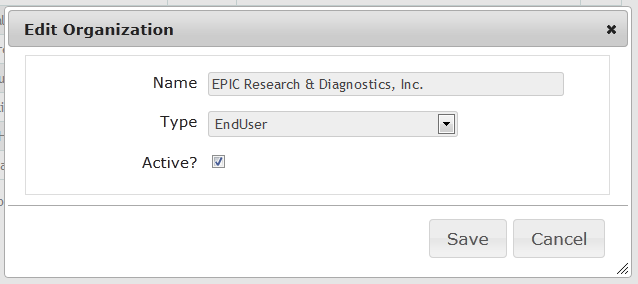 Edit Organization
Name EPIC Research & Diagnostics, Inc.
Type EndUser
Active?
Save Cancel